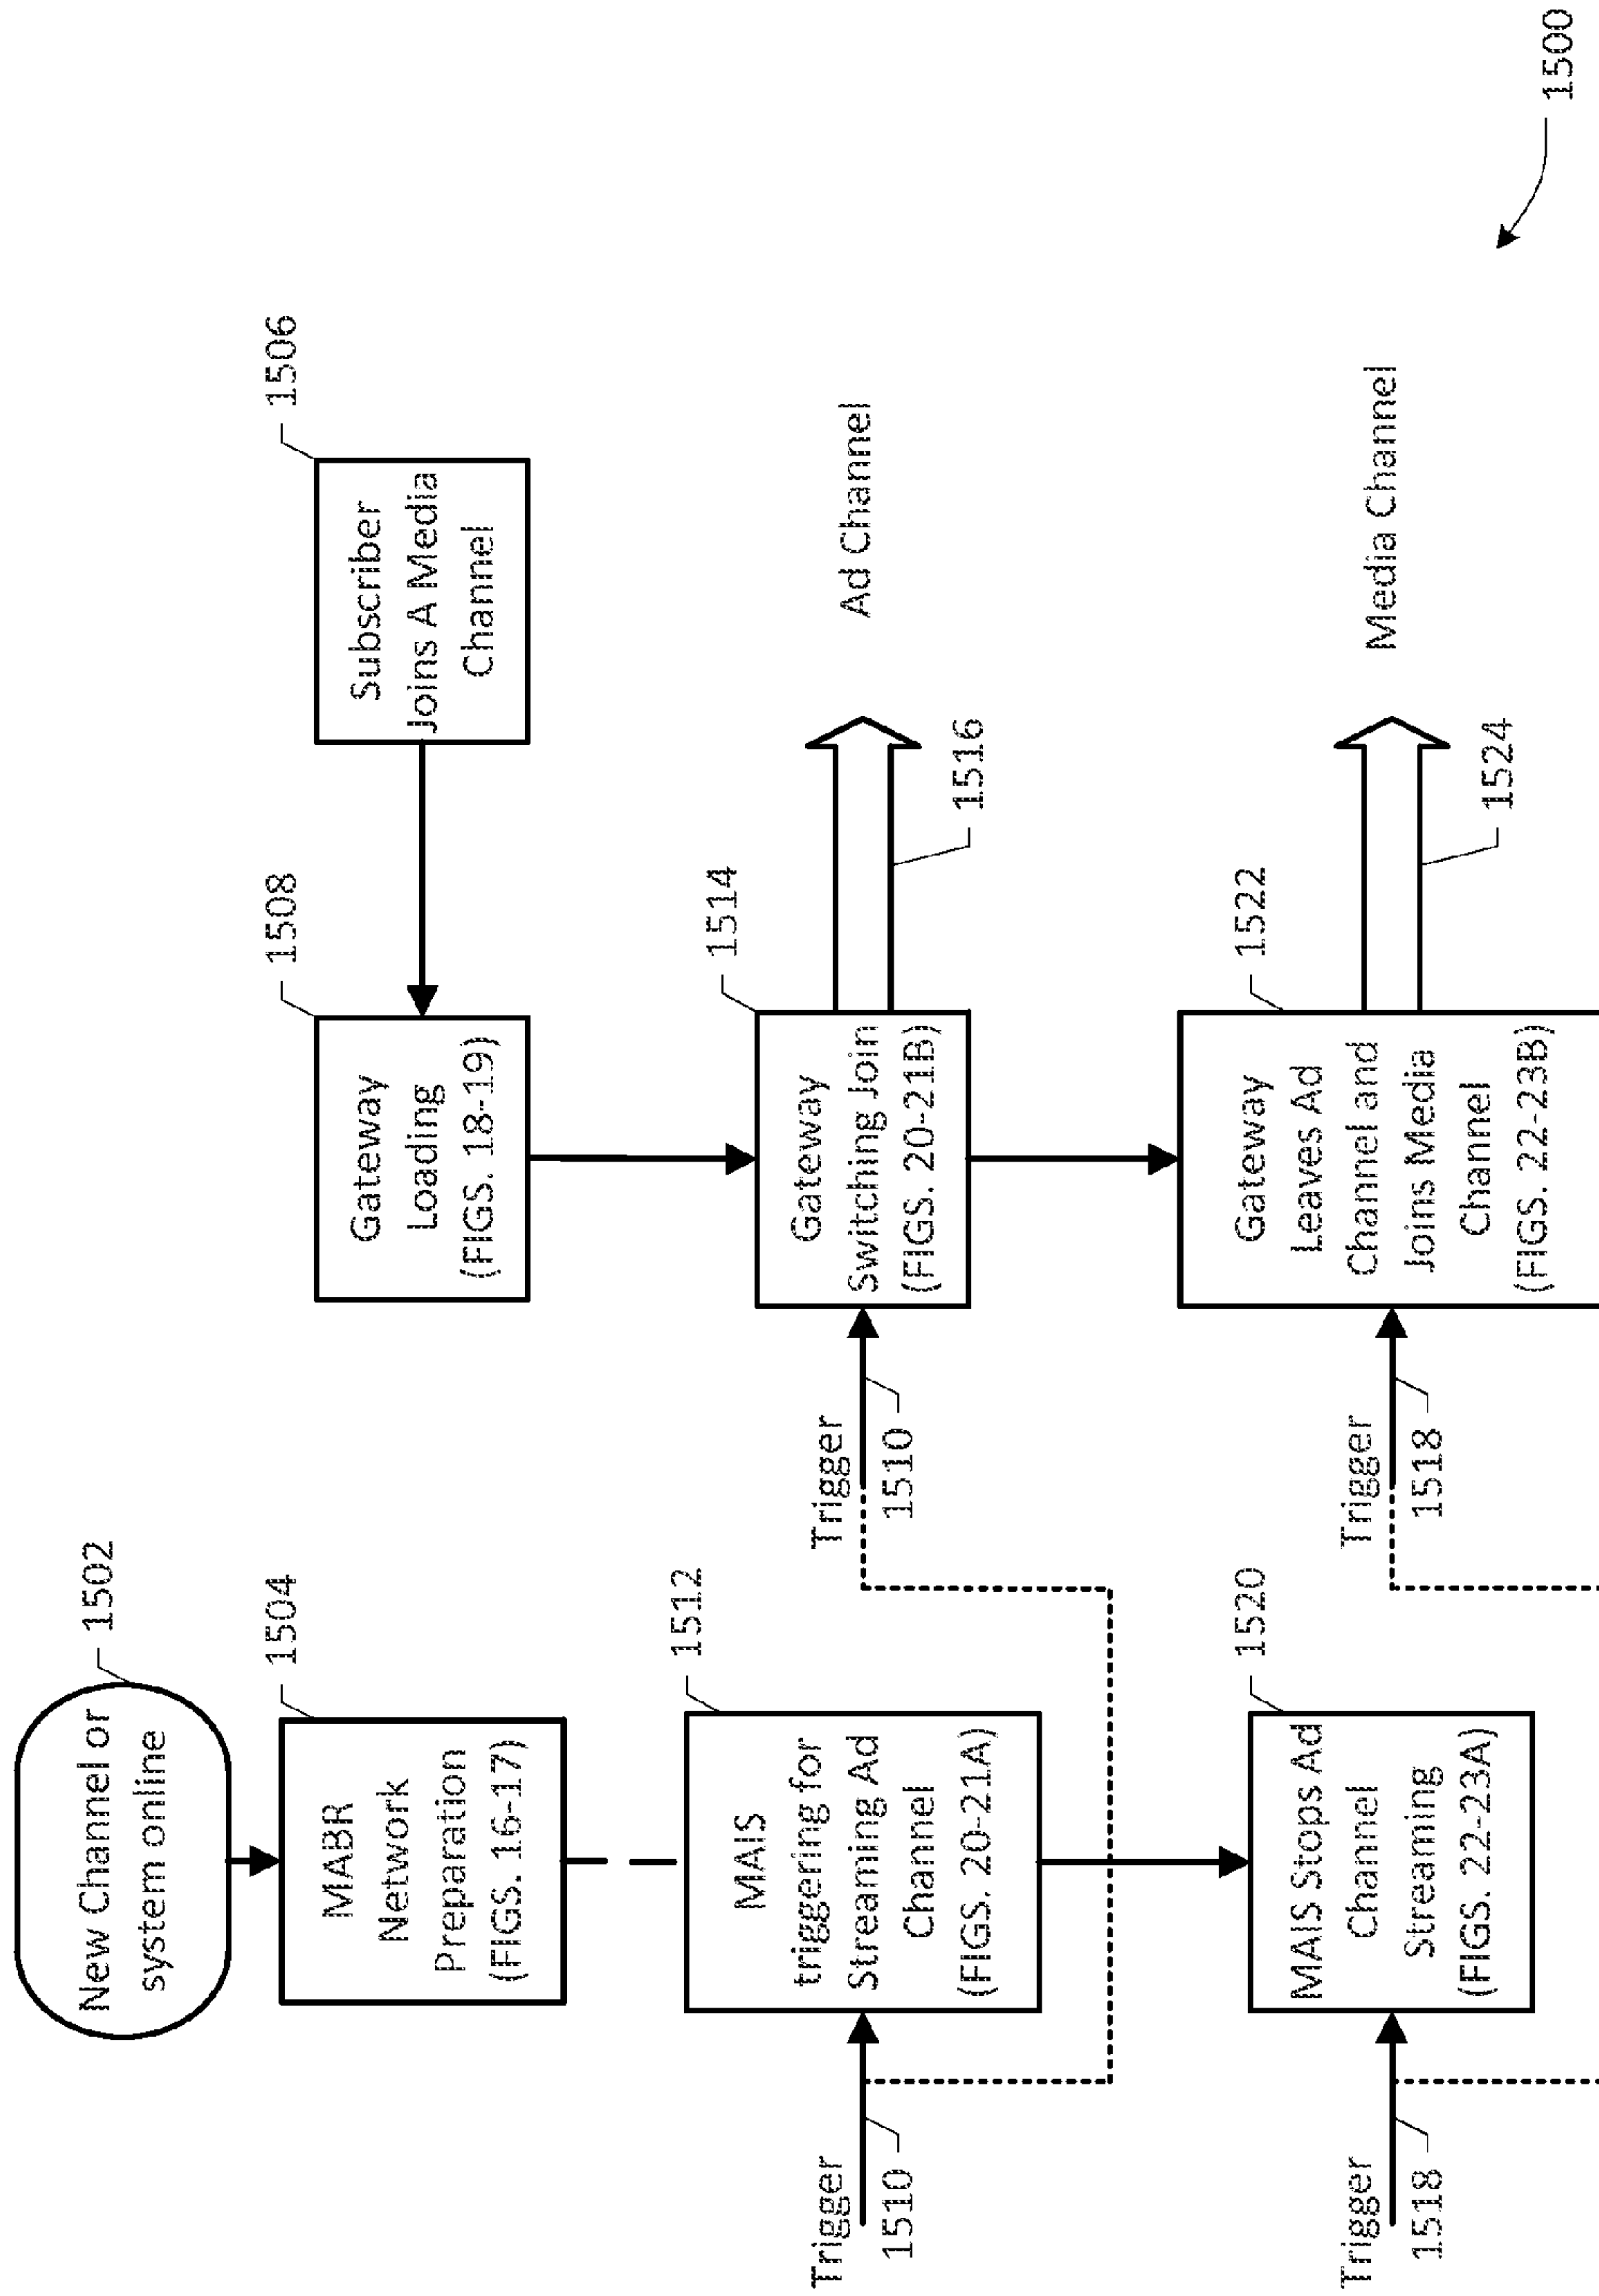 1502
New Channel or
system online
1504
MABR
Network
Preparation
(FIGS. 16-17)
1508
Gateway
Loading
(FIGS. 18-19)
1506
Subscriber
Joins A Media
Channel
Trigger
1510
1512
MAIS
triggering for
Streaming Ad
Channel
(FIGS. 20-21A)
Trigger
1510
1514
Gateway
Switching Join
(FIGS. 20-21B)
1516
Ad Channel
Trigger
1518
1520
MAIS Stops Ad
Channel
Streaming
(FIGS. 22-23A)
Trigger
1518
1522
Gateway
Leaves Ad
Channel and
Joins Media
Channel
(FIGS. 22-23B)
1524
Media Channel
1500